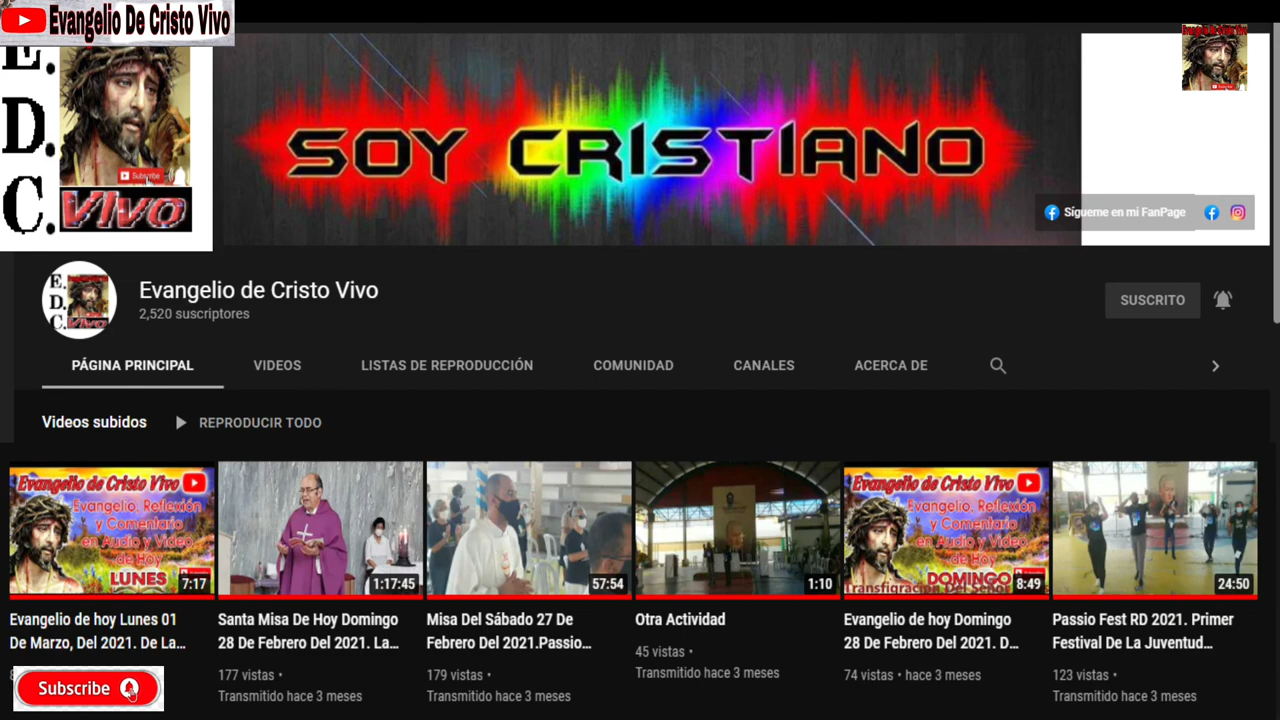 Evangelio De Cristo Vivo
E.
D.
C.
Subscribe
Vivo
SOY CRISTIANO
Sígueme en mi FanPage
E.
D.
C.
Vivo
Evangelio de Cristo Vivo
2,520 suscriptores
SUSCRITO
PÁGINA PRINCIPAL
VIDEOS
LISTAS DE REPRODUCCIÓN
COMUNIDAD
CANALES
ACERCA DE
Videos subidos
REPRODUCIR TODO
Evangelio de Cristo Vivo
Evangelio, Reflexión
y Comentario
en Audio y Video
de Hoy
LUNES
7:17
1:17:45
57:54
1:10
Evangelio de Cristo Vivo
Evangelio, Reflexión
y Comentario
en Audio y Video
de Hoy
DOMINGO
Transfigración Del Señor
8:49
24:50
Evangelio de hoy Lunes 01
De Marzo, Del 2021. De La...
Santa Misa De Hoy Domingo
28 De Febrero Del 2021. La...
177 vistas •
Transmitido hace 3 meses
Misa Del Sábado 27 De
Febrero Del 2021.Passio...
179 vistas •
Transmitido hace 3 meses
Otra Actividad
45 vistas •
Transmitido hace 3 meses
Evangelio de hoy Domingo
28 De Febrero Del 2021. D...
74 vistas • hace 3 meses
Passio Fest RD 2021. Primer
Festival De La Juventud...
123 vistas •
Transmitido hace 3 meses
Subscribe